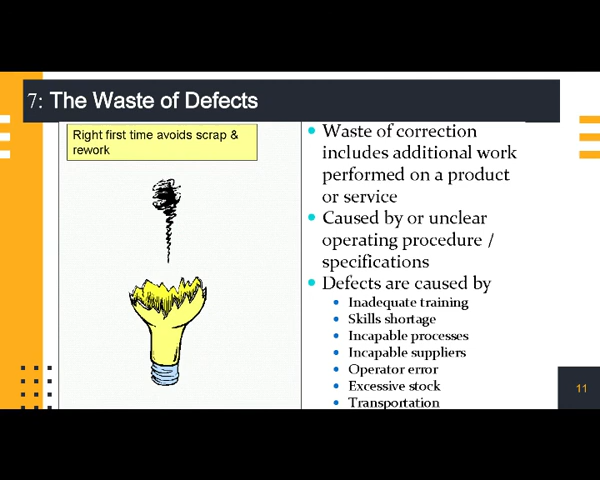 7: The Waste of Defects
Right first time avoids scrap &
rework
Waste of correction
includes additional work
performed on a product
or service
Caused by or unclear
operating procedure /
specifications
Defects are caused by
Inadequate training
Skills shortage
Incapable processes
Incapable suppliers
Operator error
Excessive stock
Transportation
11